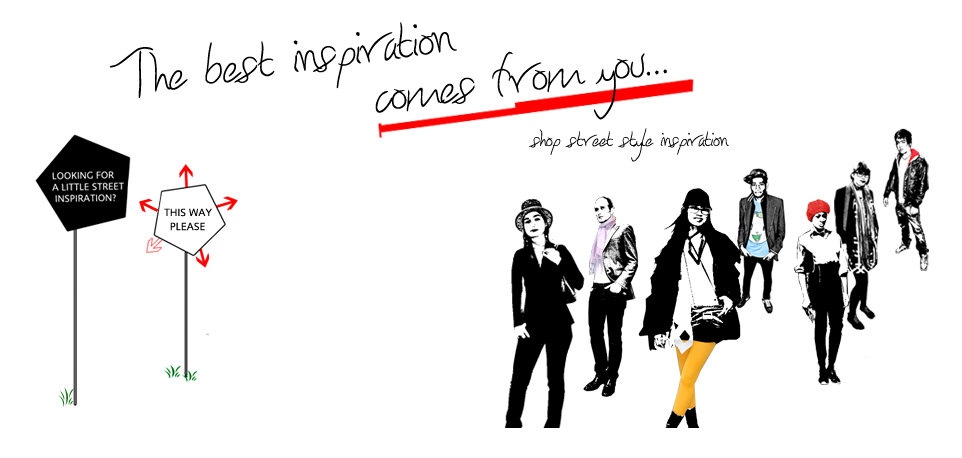 The best inspiration
comes from you...
shop street style inspiration
LOOKING FOR
A LITTLE STREET
INSPIRATION?
THIS WAY
PLEASE